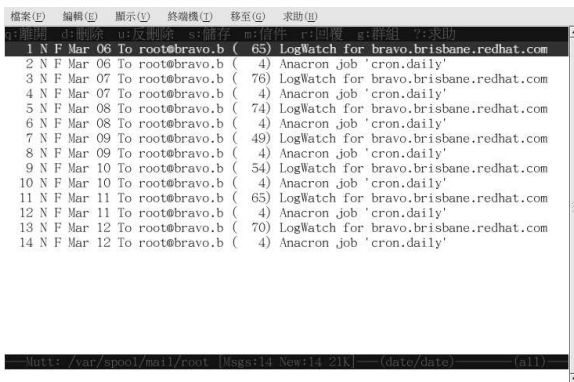 檔案(F) 編輯(E) 顯示(V) 終端機(T) 移至(G) 求助(H)
q:離開 d:刪除 u:反刪除 s:儲存 m:信件 r:回覆 g:群組 ?:求助
1 N F Mar 06 To root@bravo.b ( 65) LogWatch for bravo.brisbane.redhat.com
2 N F Mar 06 To root@bravo.b ( 4) Anacron job 'cron.daily'
3 N F Mar 07 To root@bravo.b ( 76) LogWatch for bravo.brisbane.redhat.com
4 N F Mar 07 To root@bravo.b ( 4) Anacron job 'cron.daily'
5 N F Mar 08 To root@bravo.b ( 74) LogWatch for bravo.brisbane.redhat.com
6 N F Mar 08 To root@bravo.b ( 4) Anacron job 'cron.daily'
7 N F Mar 09 To root@bravo.b ( 49) LogWatch for bravo.brisbane.redhat.com
8 N F Mar 09 To root@bravo.b ( 4) Anacron job 'cron.daily'
9 N F Mar 10 To root@bravo.b ( 54) LogWatch for bravo.brisbane.redhat.com
10 N F Mar 10 To root@bravo.b ( 4) Anacron job 'cron.daily'
11 N F Mar 11 To root@bravo.b ( 65) LogWatch for bravo.brisbane.redhat.com
12 N F Mar 11 To root@bravo.b ( 4) Anacron job 'cron.daily'
13 N F Mar 12 To root@bravo.b ( 70) LogWatch for bravo.brisbane.redhat.com
14 N F Mar 12 To root@bravo.b ( 4) Anacron job 'cron.daily'
—Mutt: /var/spool/mail/root [Msgs:14 New:14 21K]—(date/date)—(all)—